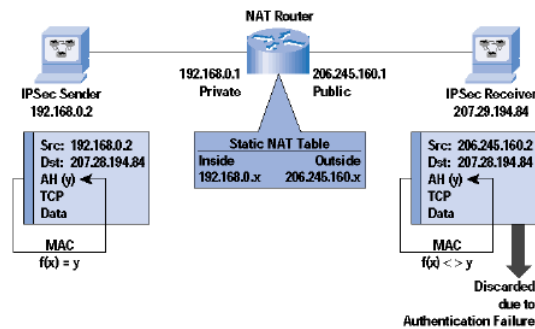 NAT Router
192.168.0.1
Private
206.245.160.1
Public
IPSec Sender
192.168.0.2
IPSec Receiver
207.29.194.84
Src: 192.168.0.2
Dst: 207.28.194.84
AH (y)
TCP
Data
MAC
f(x) = y
Static NAT Table
Inside Outside
192.168.0.x 206.245.160.x
Src: 206.245.160.2
Dst: 207.28.194.84
AH (y)
TCP
Data
MAC
f(x) < > y
Discarded
due to
Authentication Failure